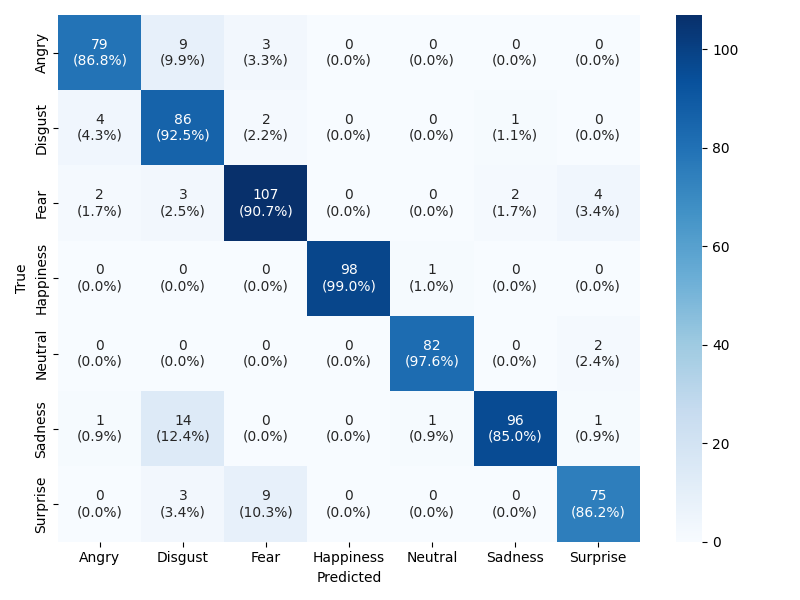 79 9 3 0 0 0 0
(86.8%) (9.9%) (3.3%) (0.0%) (0.0%) (0.0%) (0.0%)
Angry
4 86 2 0 0 1 0
(4.3%) (92.5%) (2.2%) (0.0%) (0.0%) (1.1%) (0.0%)
Disgust
2 3 107 0 0 2 4
(1.7%) (2.5%) (90.7%) (0.0%) (0.0%) (1.7%) (3.4%)
Fear
0 0 0 98 1 0 0
(0.0%) (0.0%) (0.0%) (99.0%) (1.0%) (0.0%) (0.0%)
Happiness
True
0 0 0 0 82 0 2
(0.0%) (0.0%) (0.0%) (0.0%) (97.6%) (0.0%) (2.4%)
Neutral
1 14 0 0 1 96 1
(0.9%) (12.4%) (0.0%) (0.0%) (0.9%) (85.0%) (0.9%)
Sadness
0 3 9 0 0 0 75
(0.0%) (3.4%) (10.3%) (0.0%) (0.0%) (0.0%) (86.2%)
Surprise
Angry Disgust Fear Happiness Neutral Sadness Surprise
Predicted
100
80
60
40
20
0